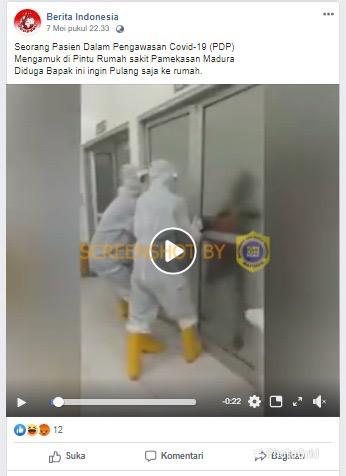 Berita Indonesia
7 Mei pukul 22.33 ·
Seorang Pasien Dalam Pengawasan Covid-19 (PDP)
Mengamuk di Pintu Rumah sakit Pamekasan Madura
Diduga Bapak ini ingin Pulang saja ke rumah.
SCREENSHOT BY
-0:22
12
Suka
Komentari
Bagikan